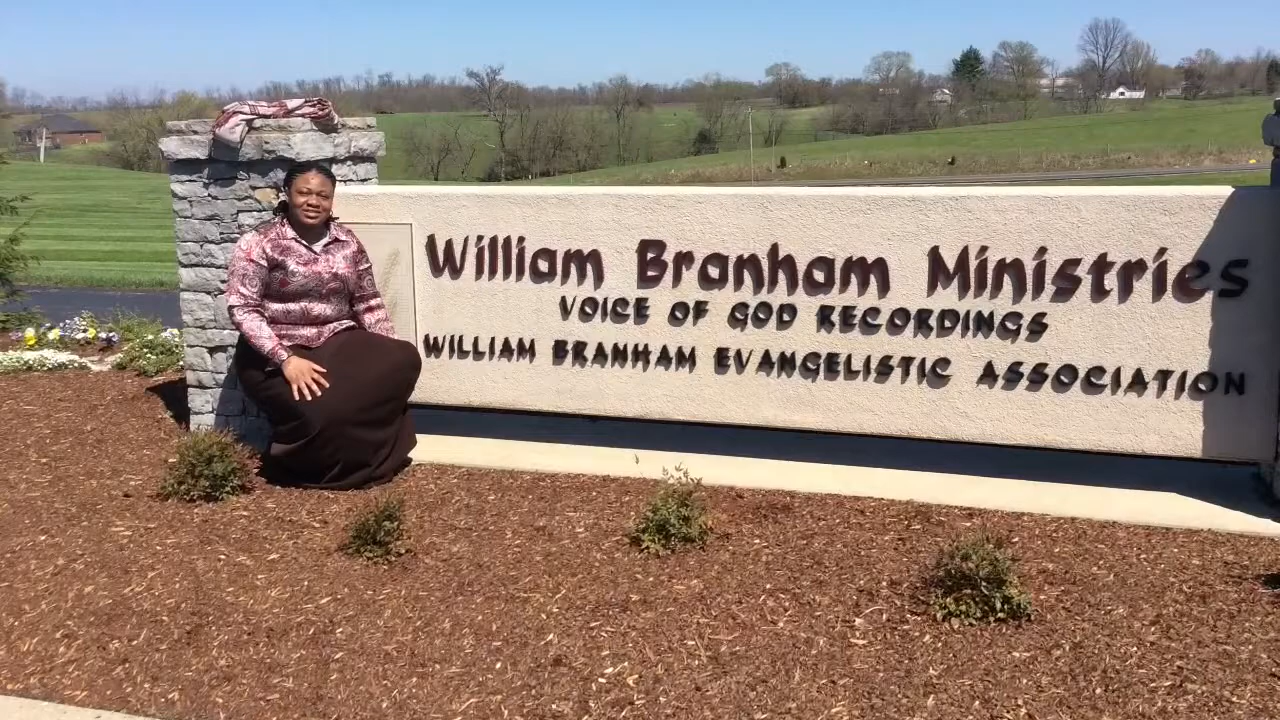 William Branham Ministries
VOICE OF GOD RECORDINGS
WILLIAM BRANHAM EVANGELISTIC ASSOCIATION